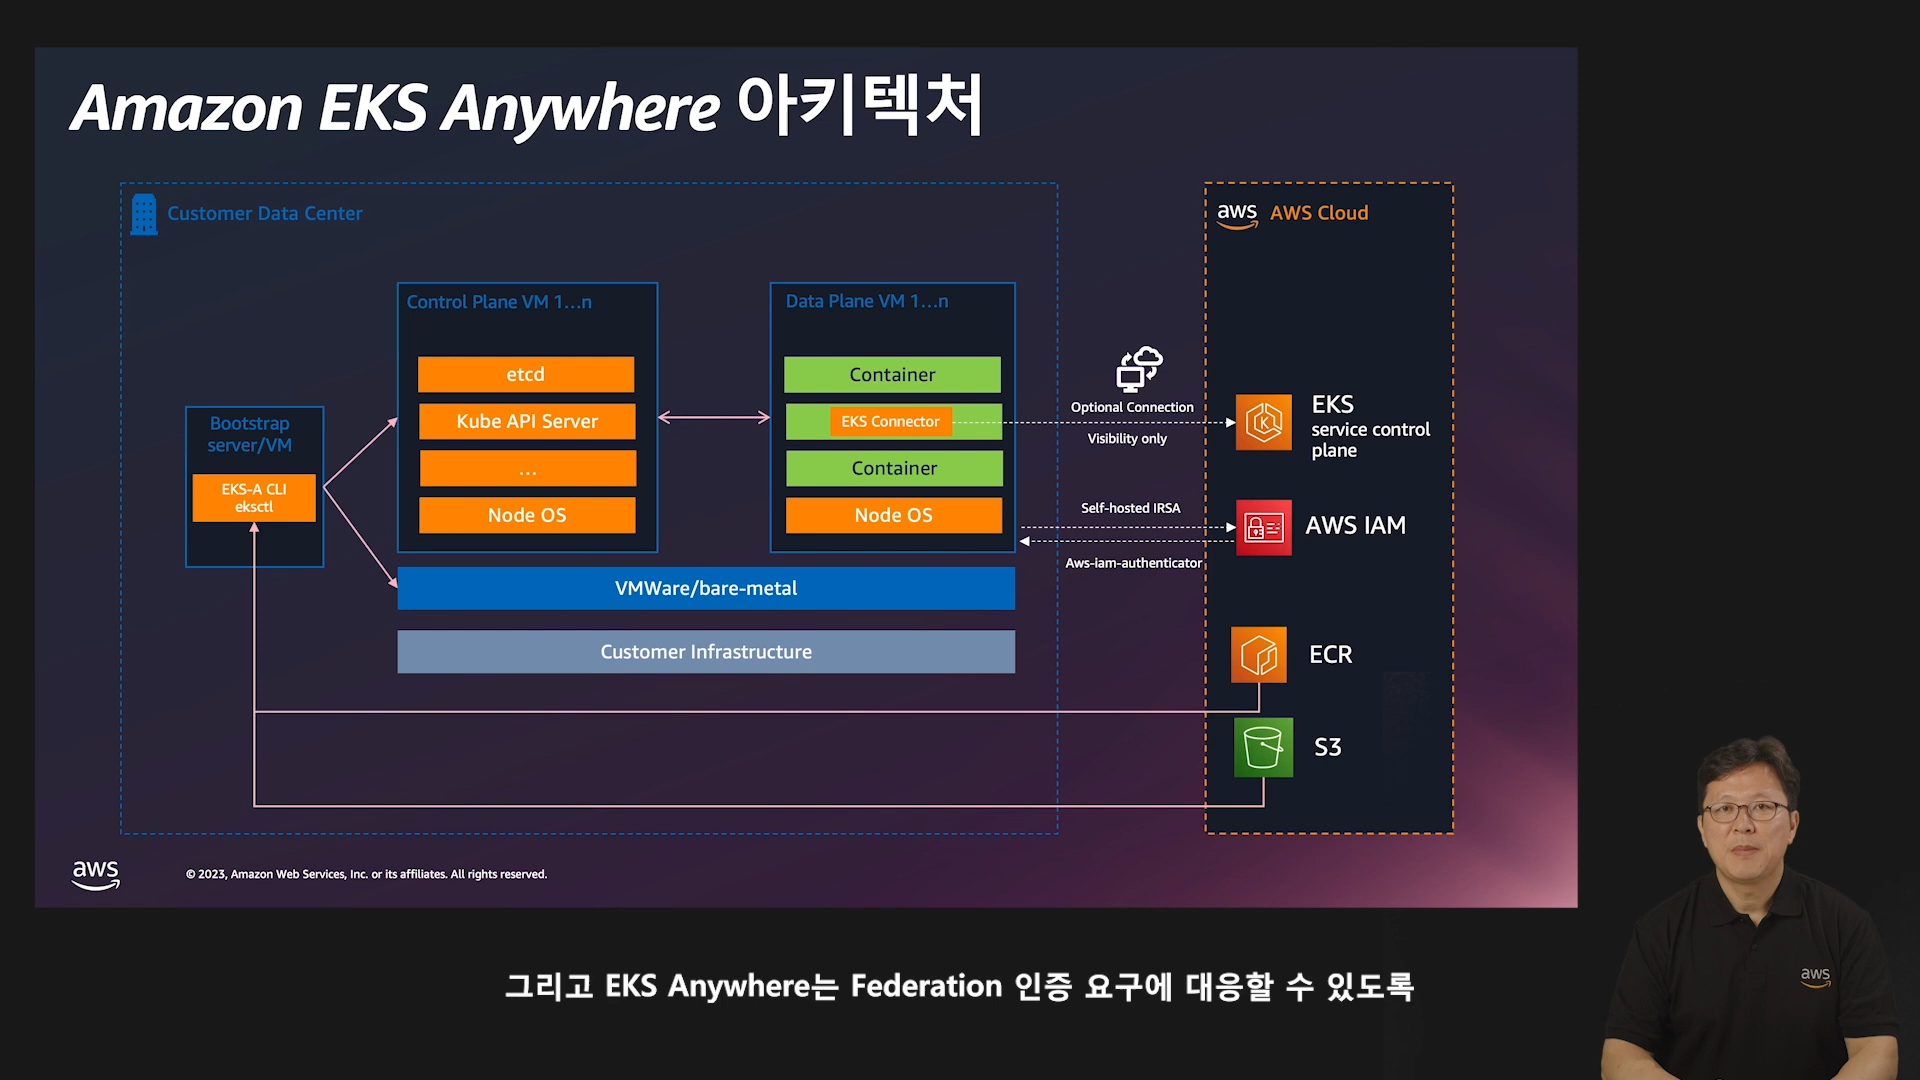 Amazon EKS Anywhere 아키텍처
Customer Data Center
Bootstrap
server/VM
EKS-A CLI
eksctl
Control Plane VM 1...n
etcd
Kube API Server
...
Node OS
Data Plane VM 1...n
Container
EKS Connector
Container
Node OS
VMWare/bare-metal
Customer Infrastructure
Optional Connection
Visibility only
Self-hosted IRSA
Aws-iam-authenticator
aws AWS Cloud
EKS
service control
plane
AWS IAM
ECR
S3
aws
© 2023, Amazon Web Services, Inc. or its affiliates. All rights reserved.
aws
그리고 EKS Anywhere는 Federation 인증 요구에 대응할 수 있도록